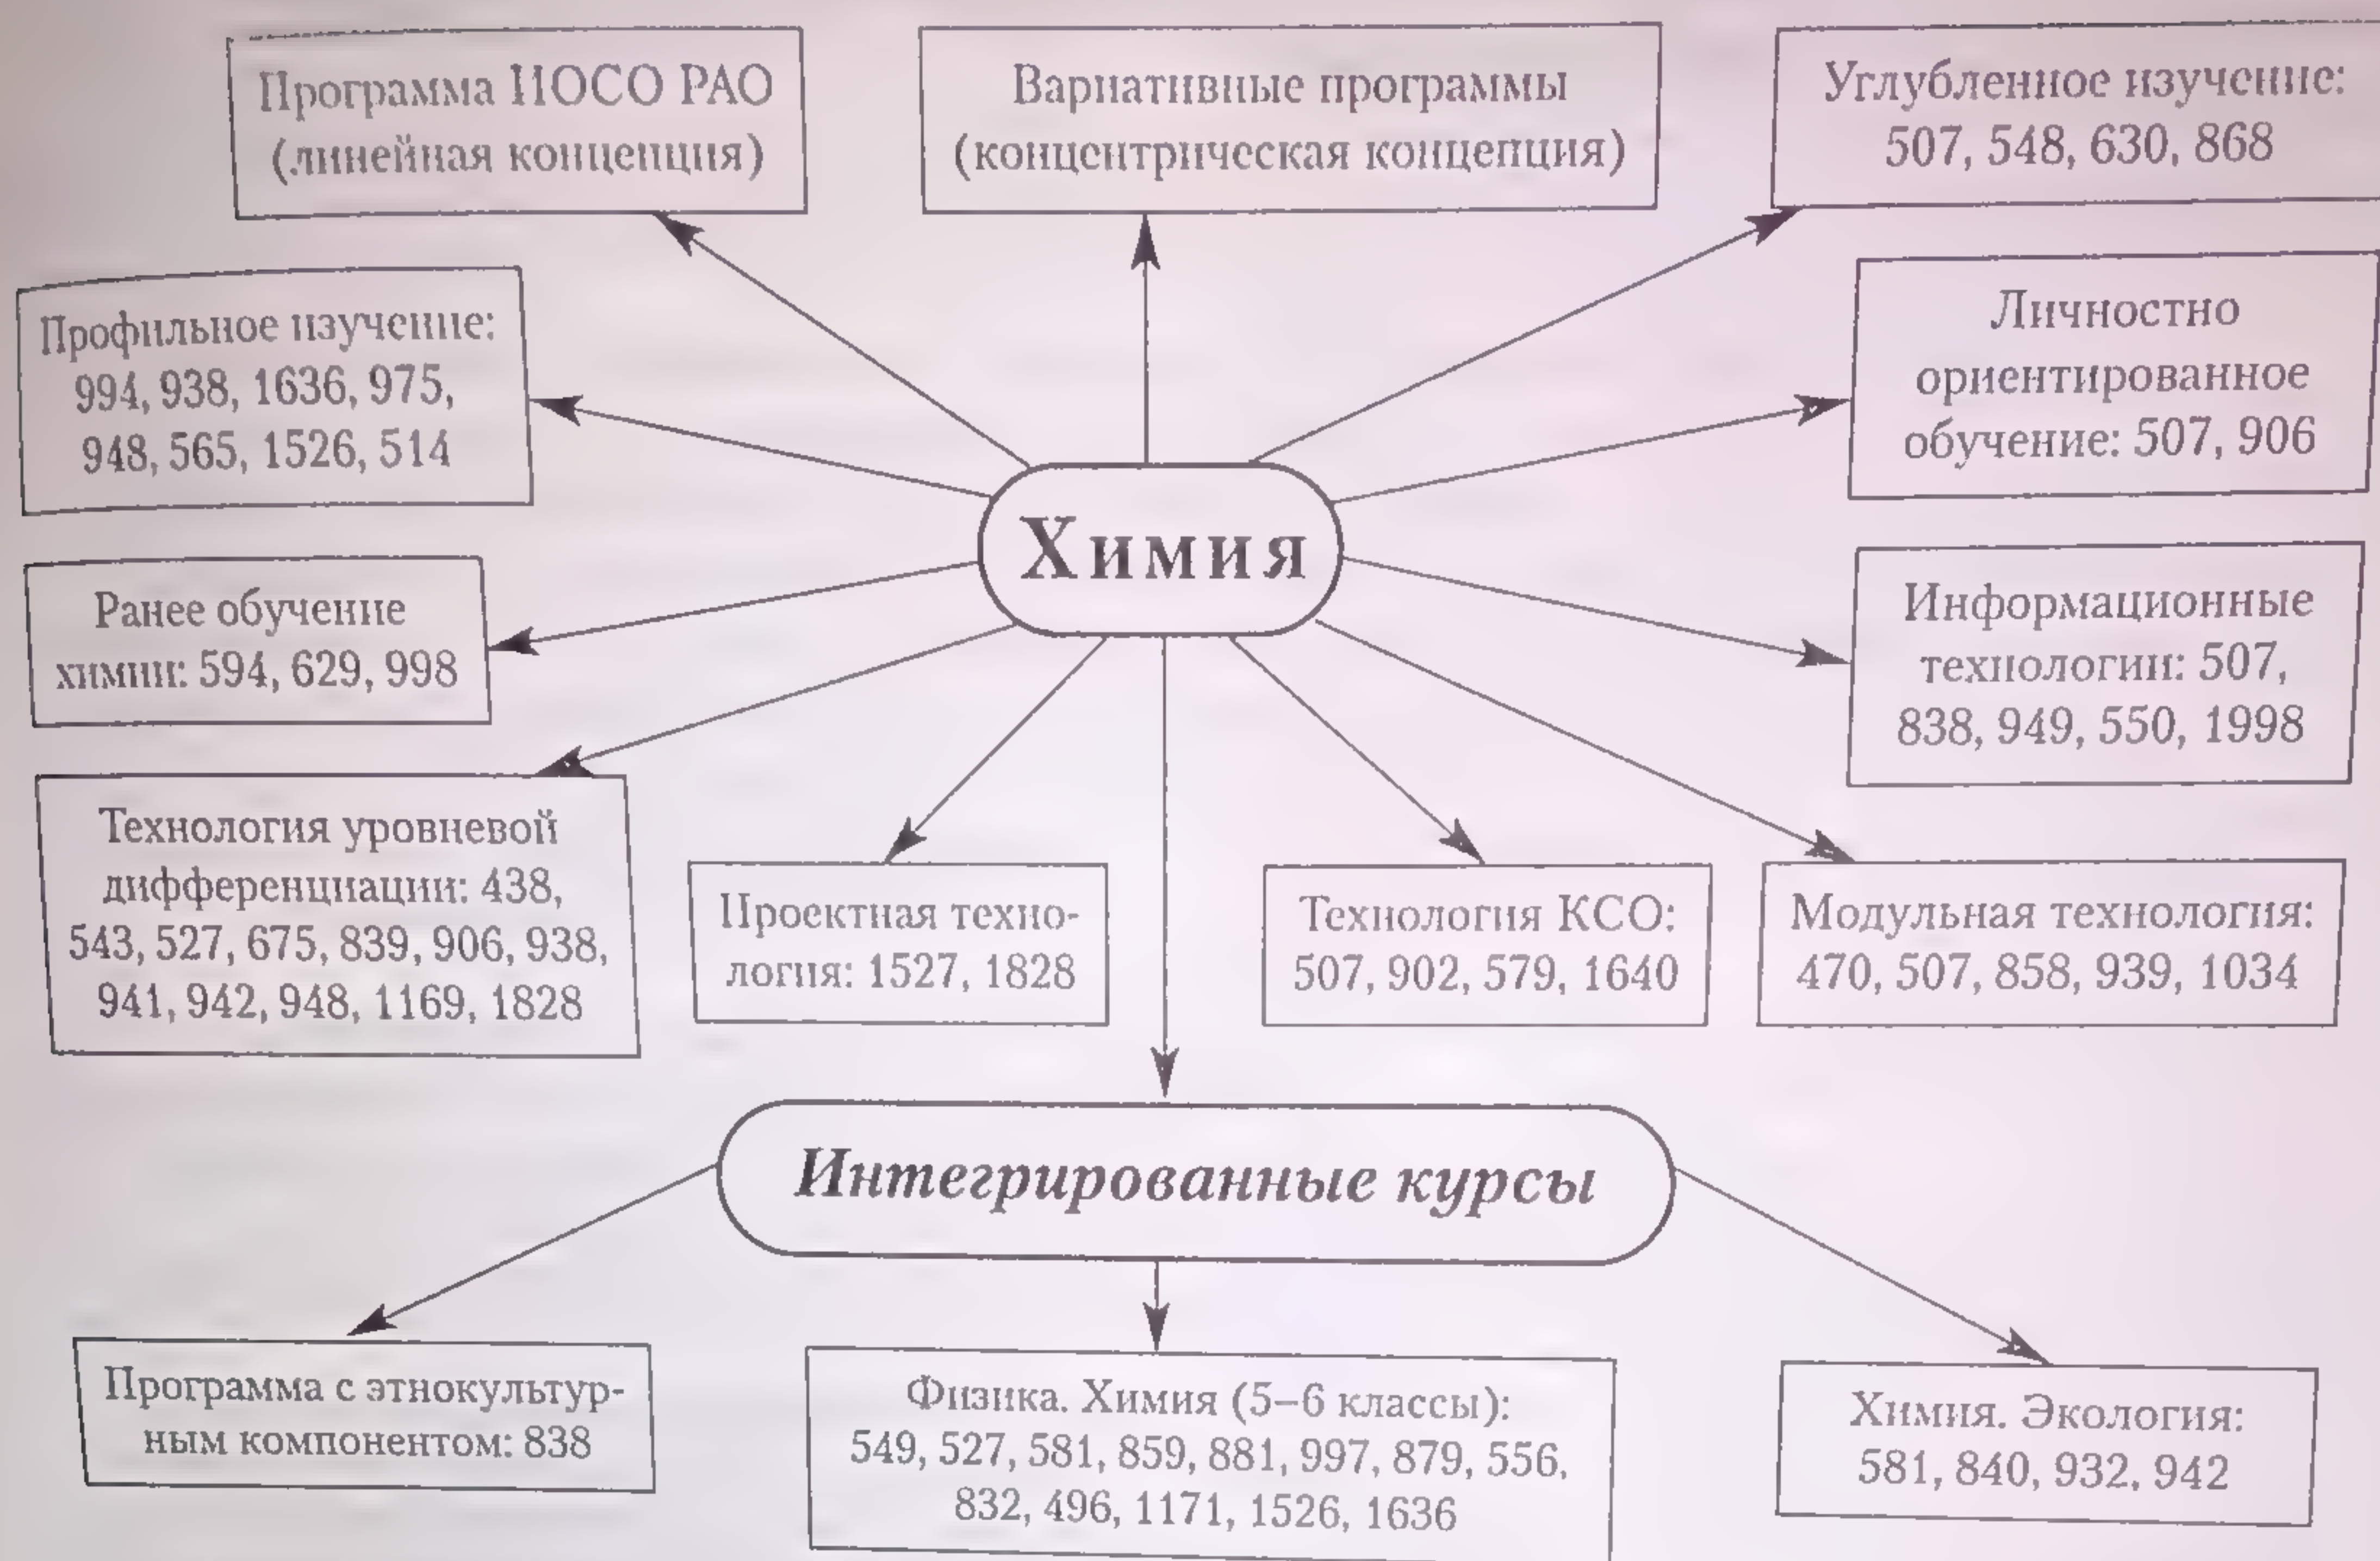 Программа ИОСО РАО
(линейная концепция)
Вариативные программы
(концентрическая концепция)
Углубленное изучение:
507, 548, 630, 868
Профильное изучение:
994, 938, 1636, 975,
948, 565, 1526, 514
Личностно
ориентированное
обучение: 507, 906
Химия
Ранее обучение
химии: 594, 629, 998
Информационные
технологии: 507,
838, 949, 550, 1998
Технология уровневой
дифференциации: 438,
543, 527, 675, 839, 906, 938,
941, 942, 948, 1169, 1828
Проектная техно-
логия: 1527, 1828
Технология КСО:
507, 902, 579, 1640
Модульная технология:
470, 507, 858, 939, 1034
Интегрированные курсы
Программа с этнокультур-
ным компонентом: 838
Физика. Химия (5–6 классы):
549, 527, 581, 859, 881, 997, 879, 556,
832, 496, 1171, 1526, 1636
Химия. Экология:
581, 840, 932, 942